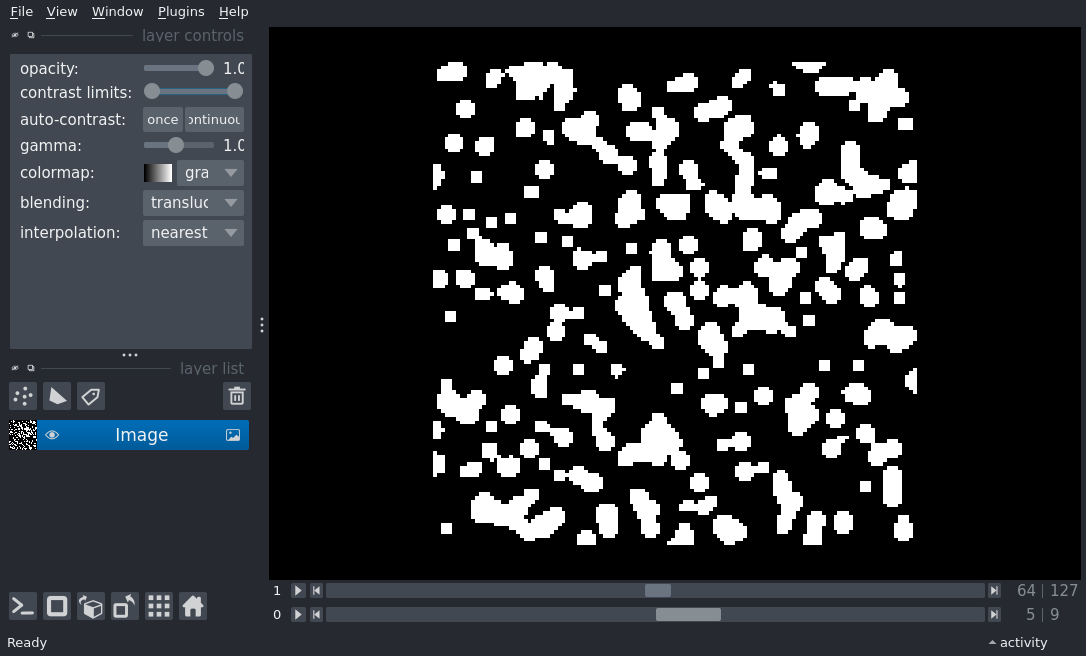 File View Window Plugins Help
layer controls
opacity: 1.0
contrast limits:
auto-contrast: once ontinuou
gamma: 1.0
colormap: gra
blending: transluc
interpolation: nearest
layer list
Image
1 64 | 127
0 5 | 9
Ready activity